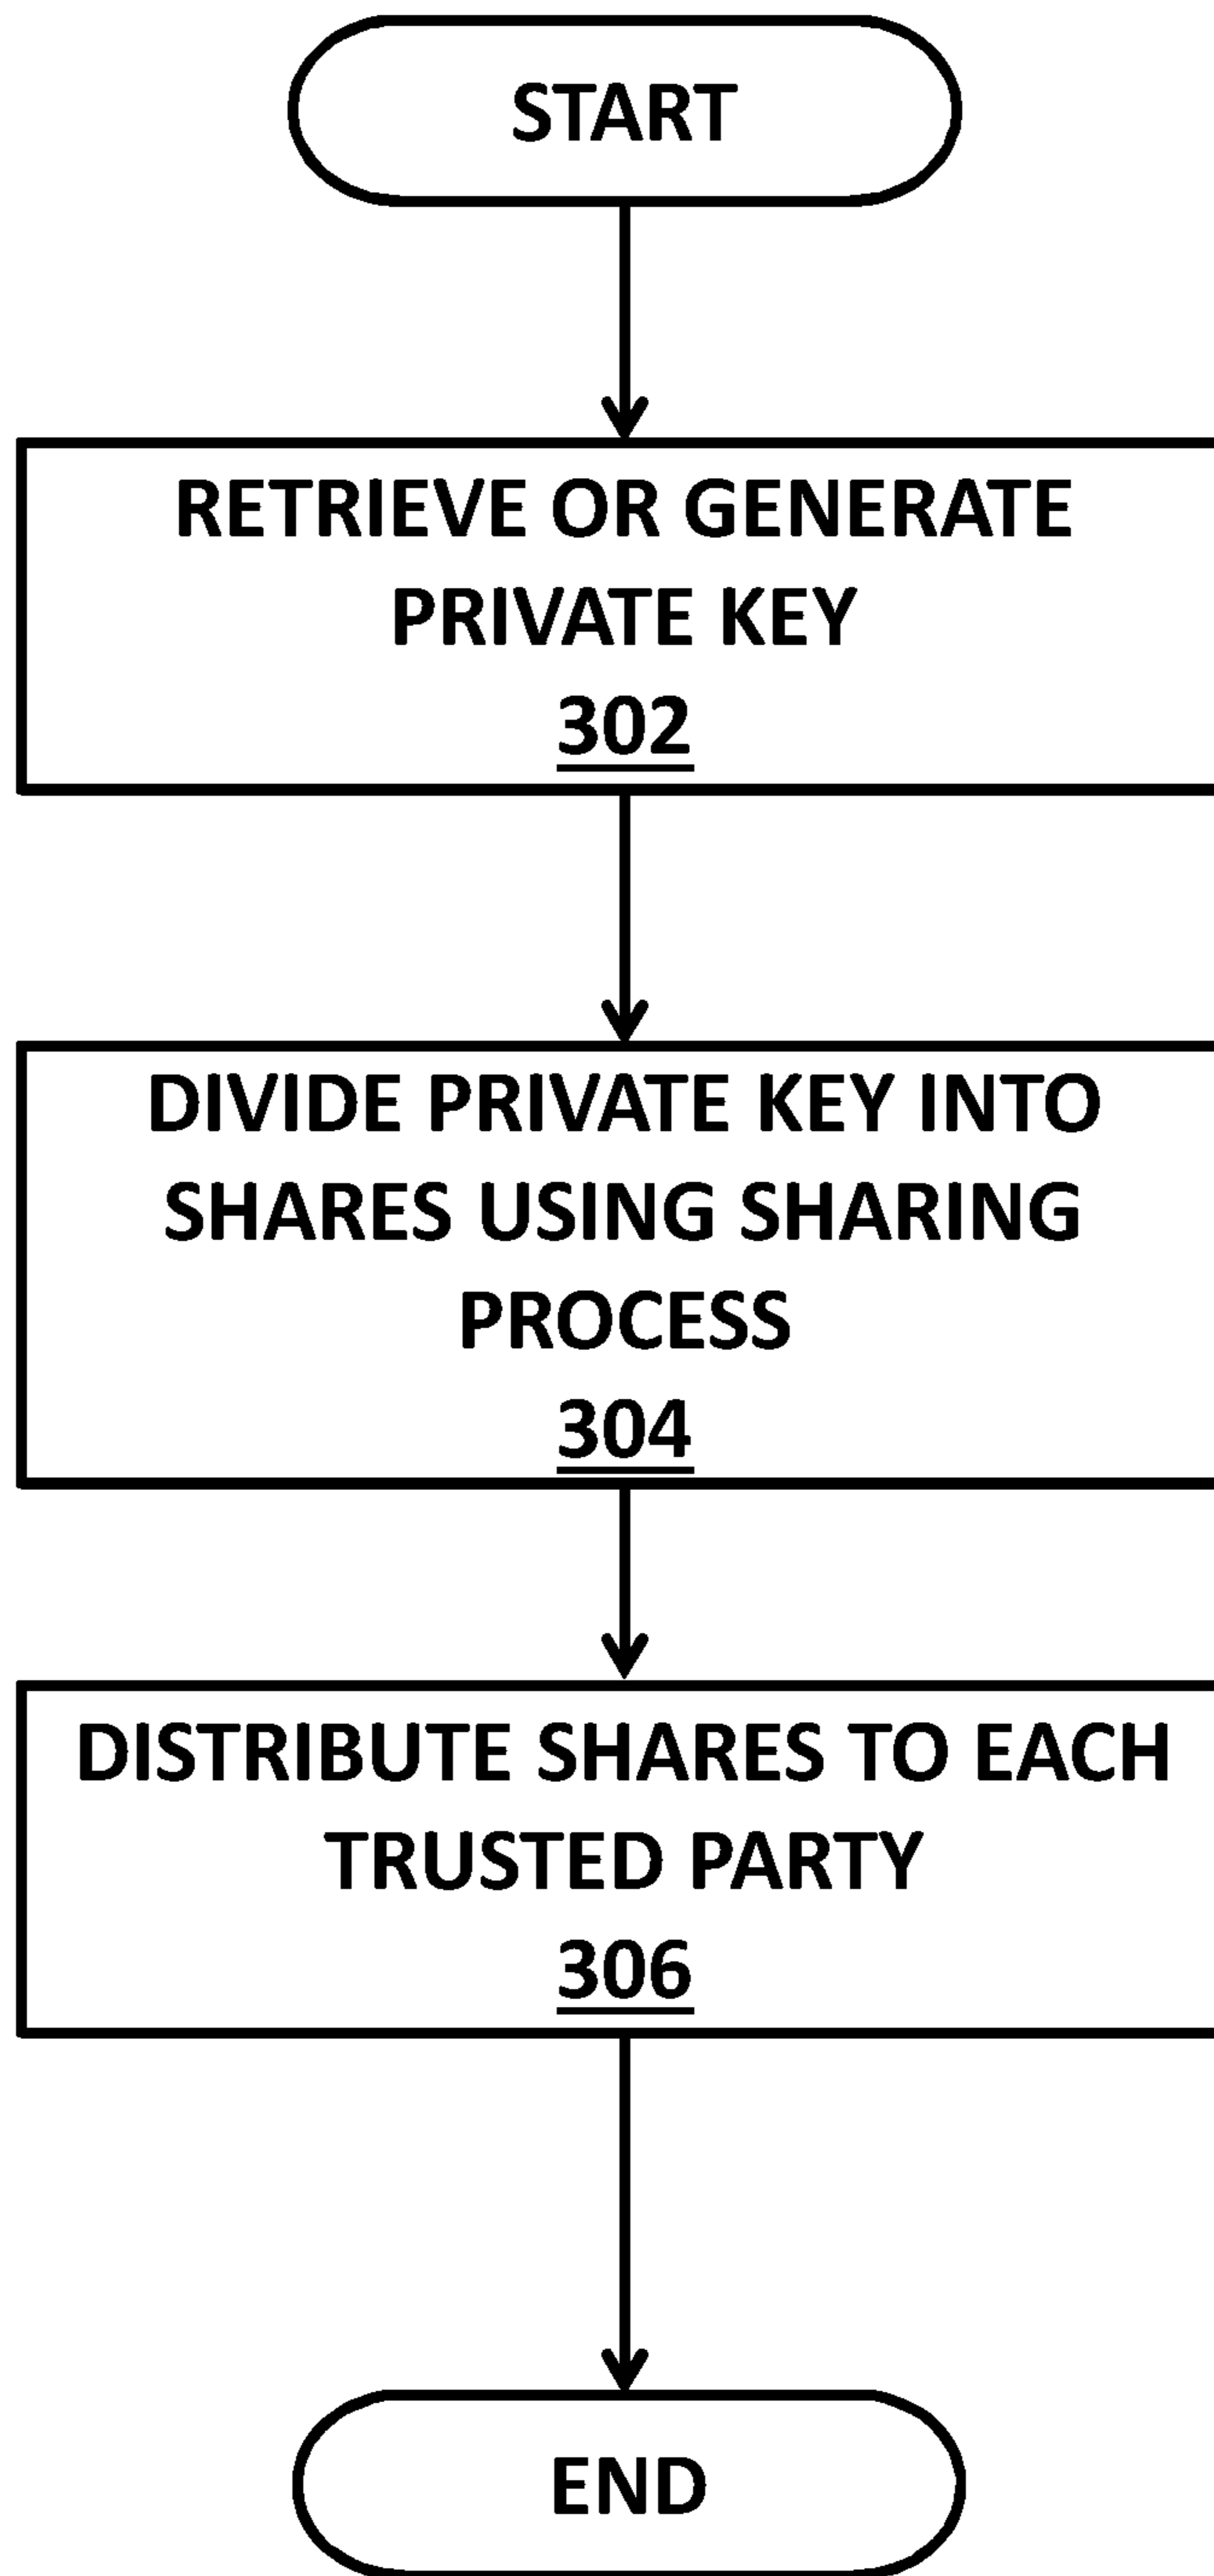 START
RETRIEVE OR GENERATE
PRIVATE KEY
302
DIVIDE PRIVATE KEY INTO
SHARES USING SHARING
PROCESS
304
DISTRIBUTE SHARES TO EACH
TRUSTED PARTY
306
END